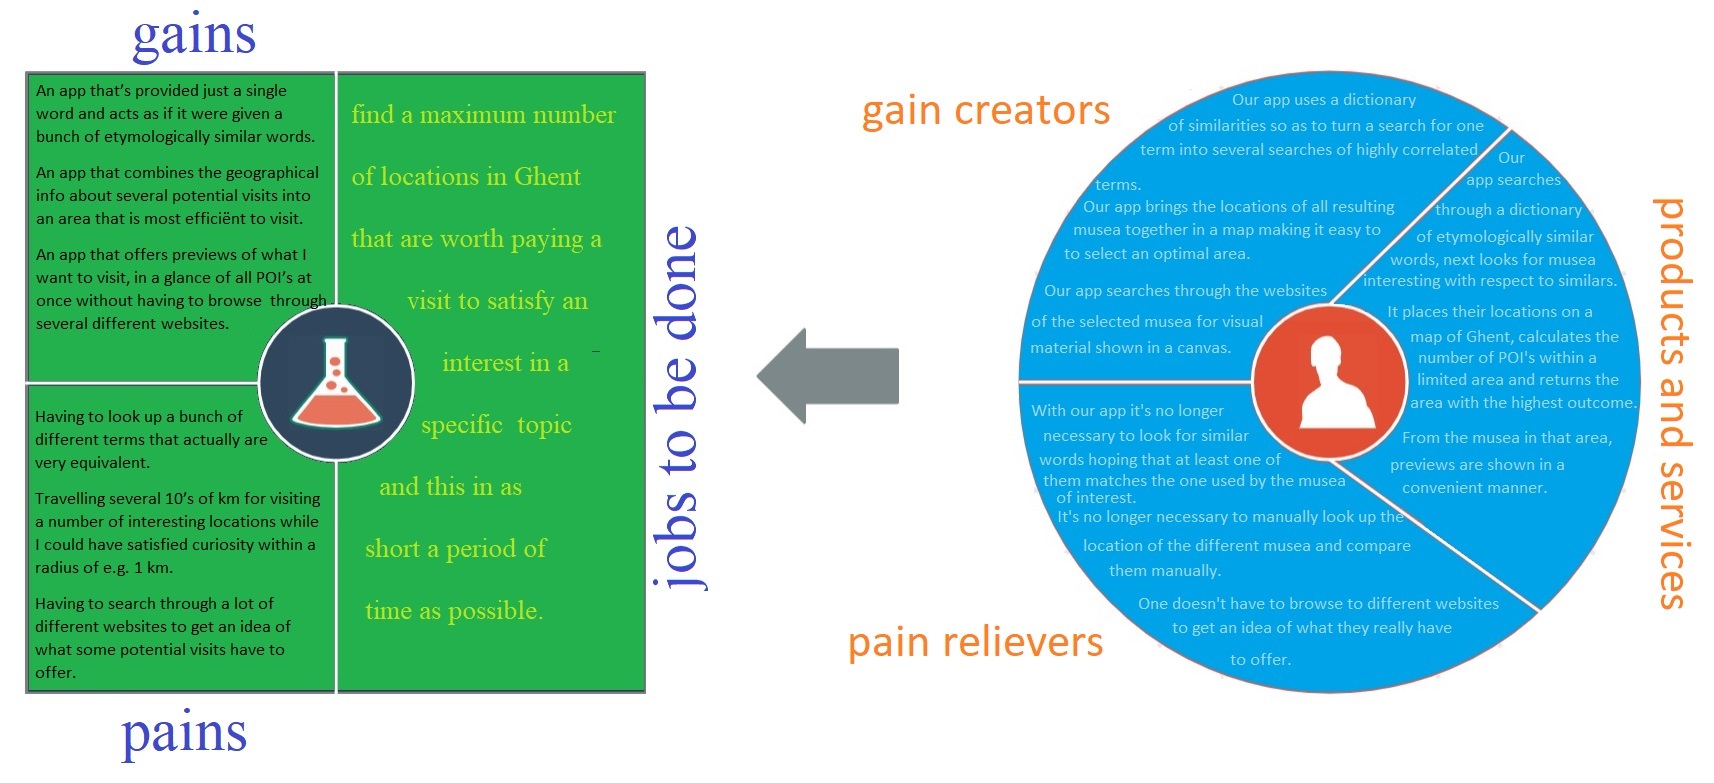 gains
An app that's provided just a single
word and acts as if it were given a
bunch of etymologically similar words.
An app that combines the geographical
info about several potential visits into
an area that is most efficiënt to visit.
An app that offers previews of what I
want to visit, in a glance of all POI's at
once without having to browse through
several different websites.
Having to look up a bunch of
different terms that actually are
very equivalent.
Travelling several 10's of km for visiting
a number of interesting locations while
I could have satisfied curiosity within a
radius of e.g. 1 km.
Having to search through a lot of
different websites to get an idea of
what some potential visits have to
offer.
pains
find a maximum number
of locations in Ghent
that are worth paying a
visit to satisfy an
interest in a
specific topic
and this in as
short a period of
time as possible.
jobs to be done
gain creators
Our app uses a dictionary
of similarities so as to turn a search for one
term into several searches of highly correlated
terms.
Our app brings the locations of all resulting
musea together in a map making it easy to
to select an optimal area.
Our app searches through the websites
of the selected musea for visual
material shown in a canvas.
pain relievers
With our app it's no longer
necessary to look for similar
words hoping that at least one of
them matches the one used by the musea
of interest.
It's no longer necessary to manually look up the
location of the different musea and compare
them manually.
One doesn't have to browse to different websites
to get an idea of what they really have
to offer.
Our
app searches
through a dictionary
of etymologically similar
words, next looks for musea
interesting with respect to similars.
It places their locations on a
map of Ghent, calculates the
number of POI's within a
limited area and returns the
area with the highest outcome.
From the musea in that area,
previews are shown in a
convenient manner.
products and services